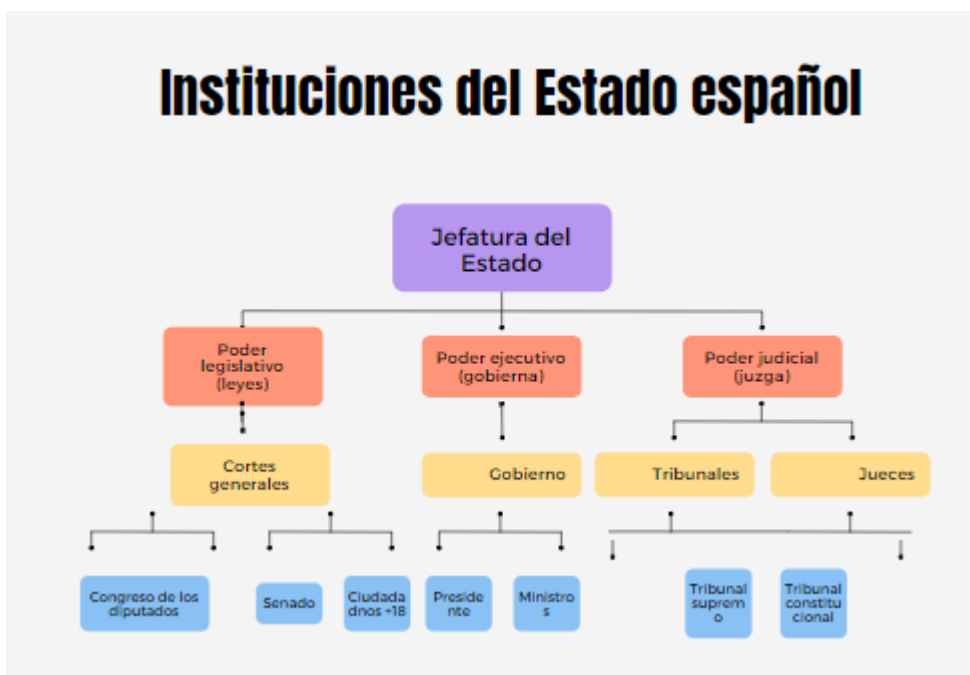 Instituciones del Estado español
Jefatura del
Estado
Poder
legislativo
(leyes)
Poder ejecutivo
(gobierna)
Poder judicial
(juzga)
Cortes
generales
Gobierno
Tribunales
Jueces
Congreso de los
diputados
Senado
Ciudada
dnos +18
Preside
nte
Ministro
s
Tribunal
suprem
o
Tribunal
constitu
cional